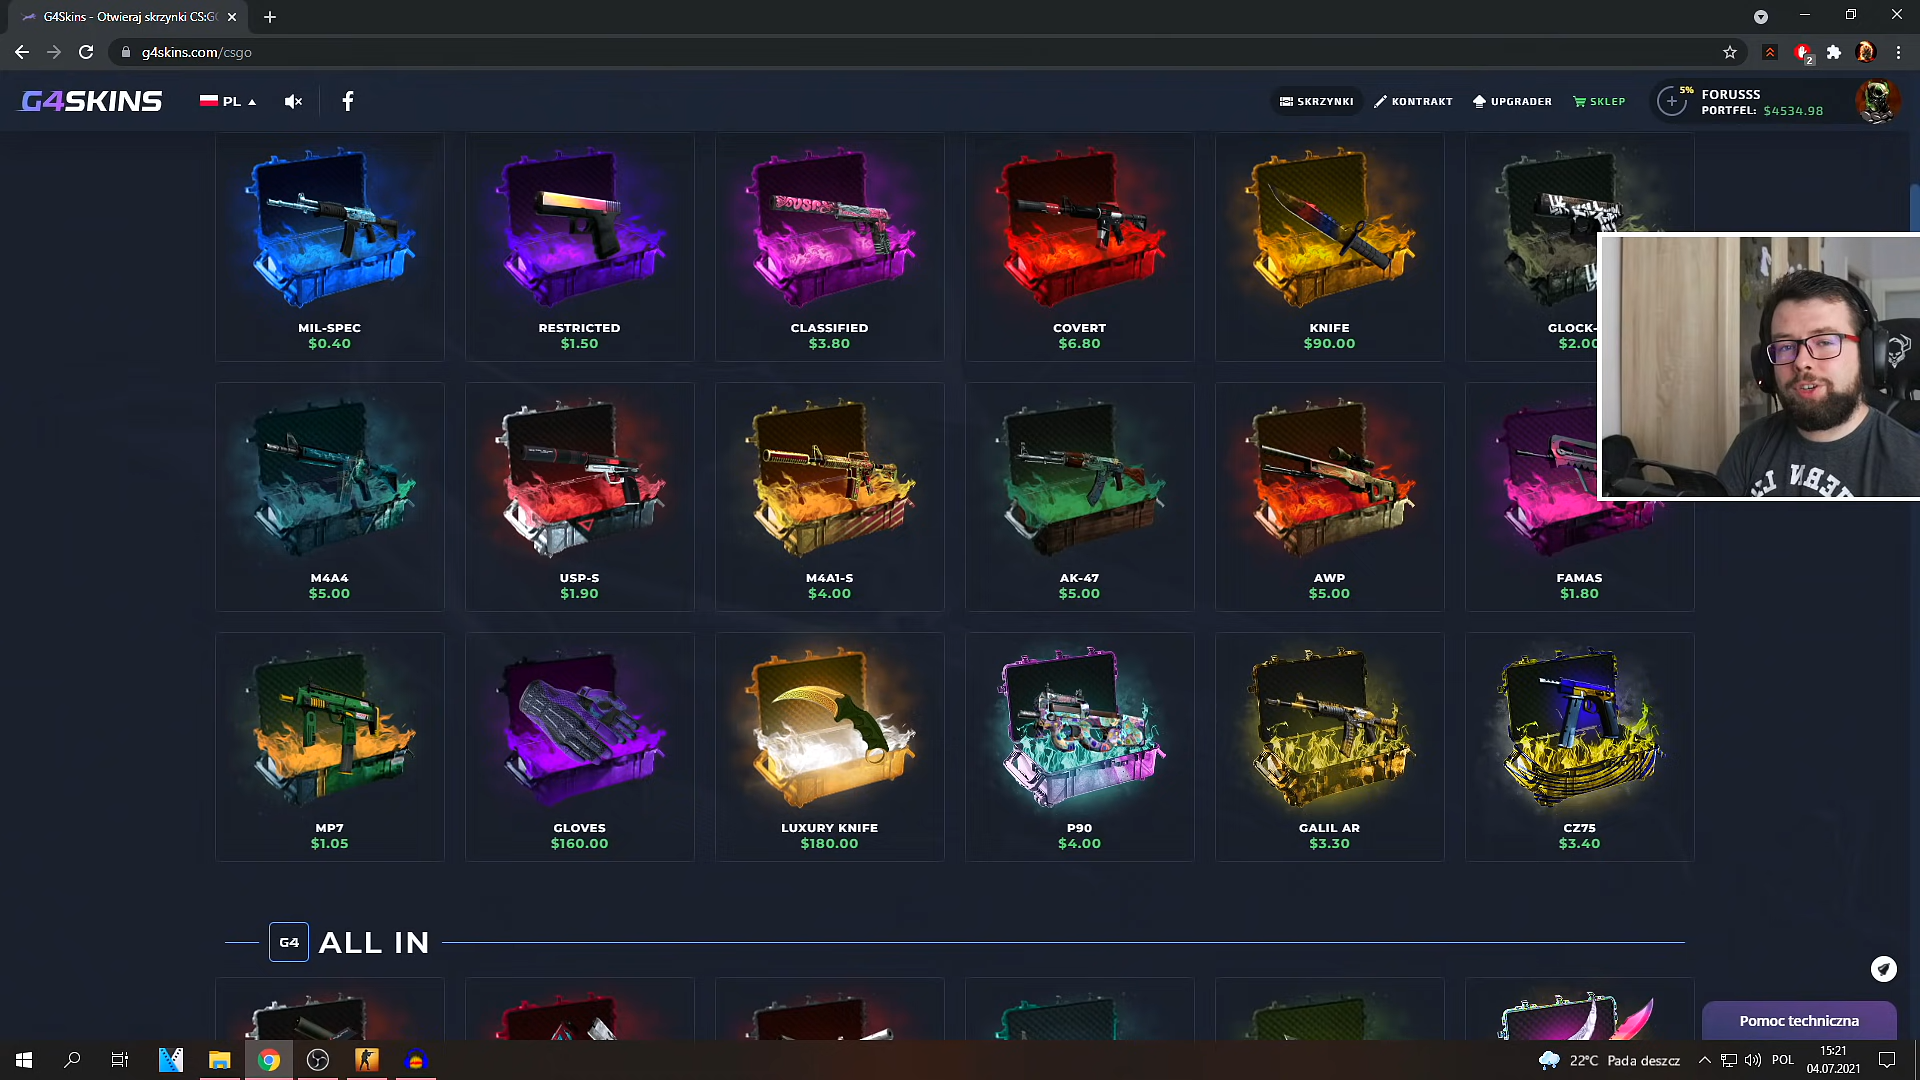 G4Skins - Otwieraj skrzynki CS:GO
g4skins.com/csgo
2
G4SKINS
PL
SKRZYNKI
KONTRAKT
UPGRADER
SKLEP
5%
FORUSSS
PORTFEL: $4534.98
MIL-SPEC
$0.40
RESTRICTED
$1.50
CLASSIFIED
$3.80
COVERT
$6.80
KNIFE
$90.00
GLOCK-
$2.00
M4A4
$5.00
USP-S
$1.90
M4A1-S
$4.00
AK-47
$5.00
AWP
$5.00
FAMAS
$1.80
MP7
$1.05
GLOVES
$160.00
LUXURY KNIFE
$180.00
P90
$4.00
GALIL AR
$3.30
CZ75
$3.40
G4 ALL IN
Pomoc techniczna
22°C Pada deszcz
POL
15:21
04.07.2021